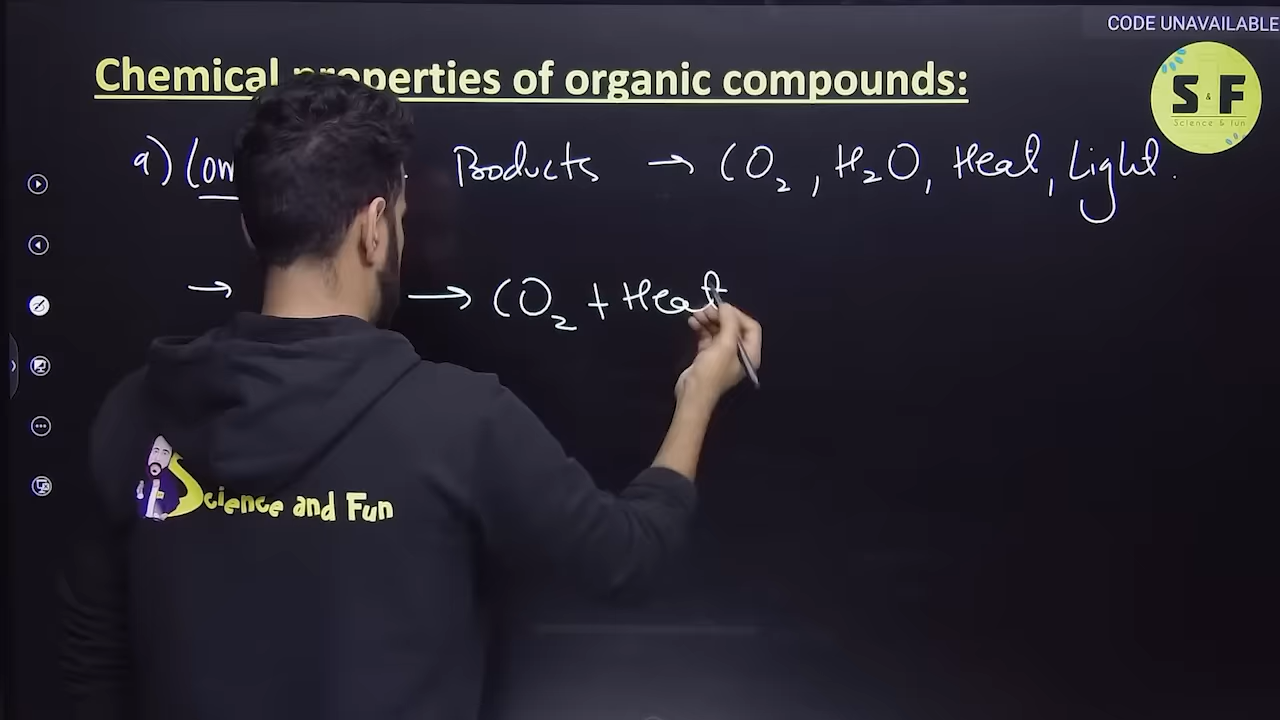 CODE UNAVAILABLE
Chemical properties of organic compounds:
S & F
Science & fun
a) Products → CO₂, H₂O, Heat, Light.
→ → CO₂ + Heat
Science and Fun